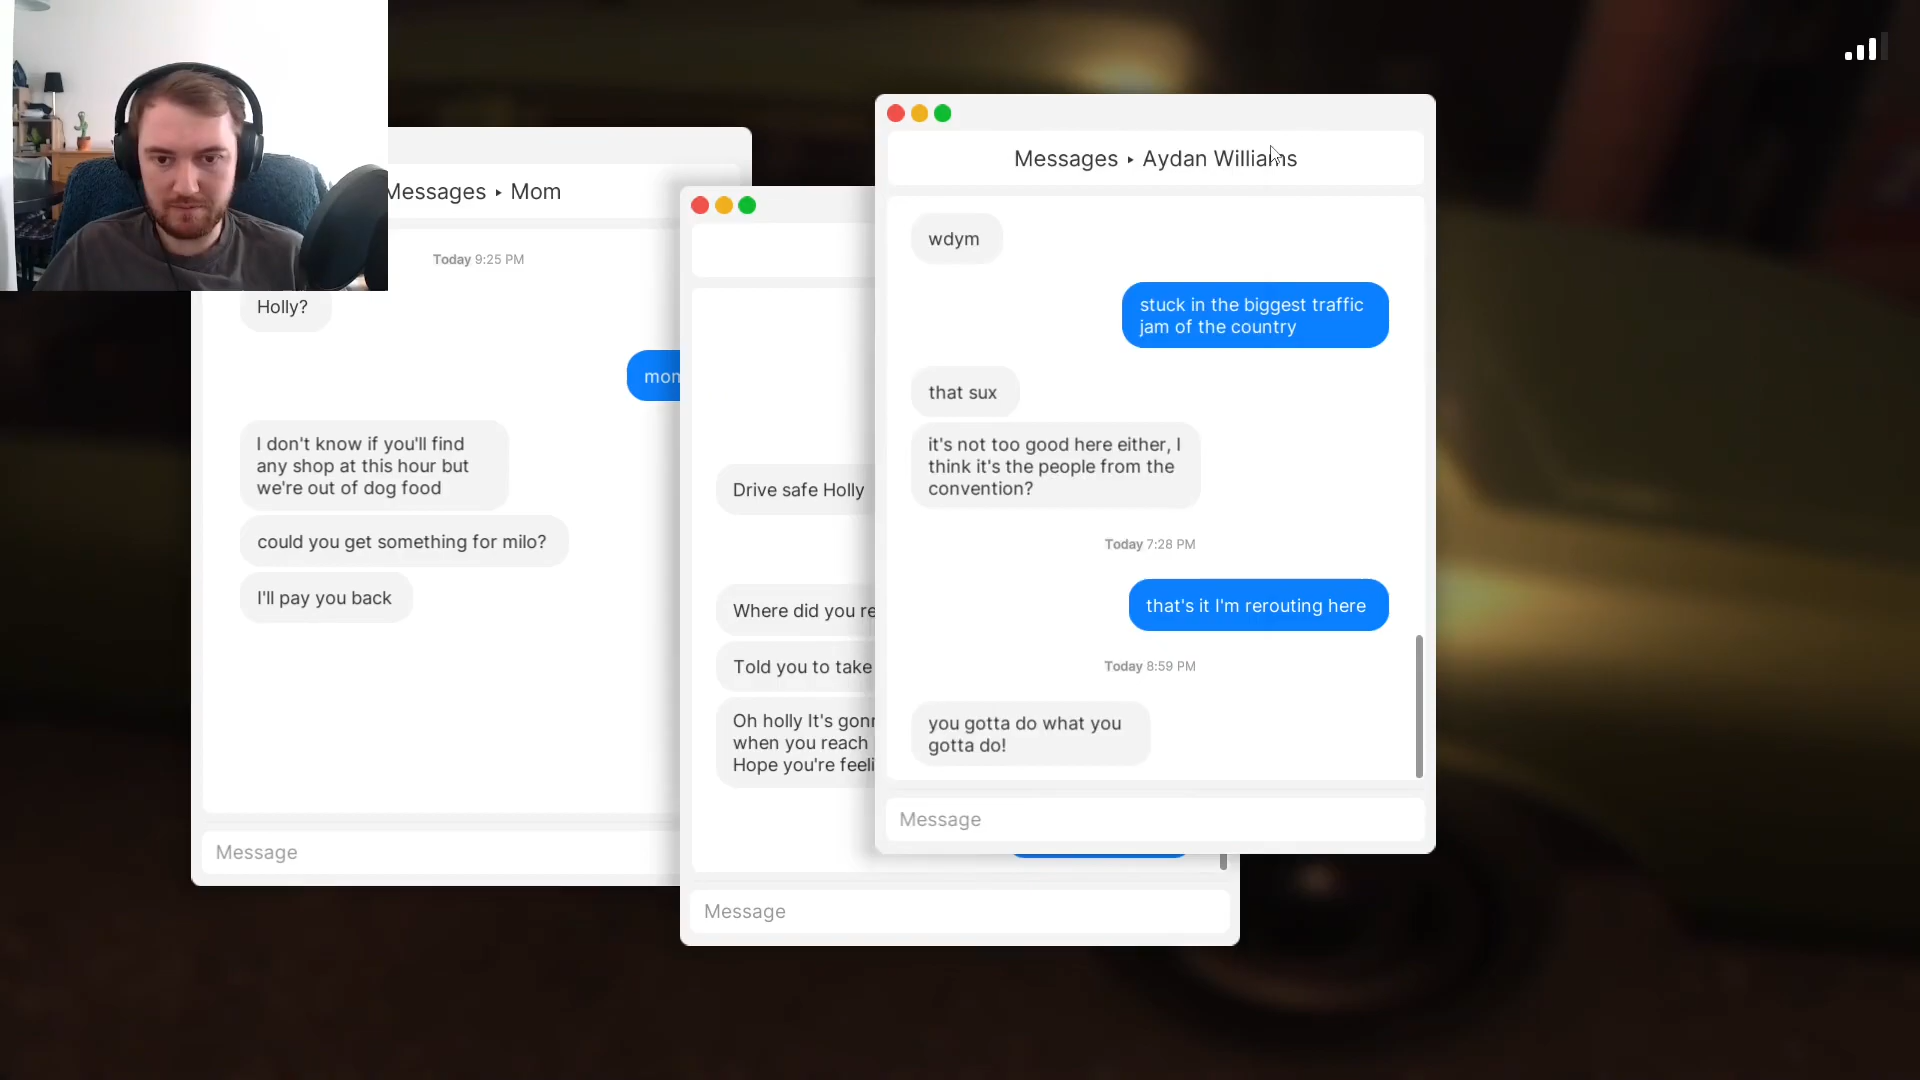 Messages ▸ Mom
Today 9:25 PM
Holly?
mom
I don't know if you'll find
any shop at this hour but
we're out of dog food
could you get something for milo?
I'll pay you back
Message
Drive safe Holly
Where did you re
Told you to take
Oh holly It's gonn
when you reach
Hope you're feeli
Message
Messages ▸ Aydan Williams
wdym
stuck in the biggest traffic
jam of the country
that sux
it's not too good here either, I
think it's the people from the
convention?
Today 7:28 PM
that's it I'm rerouting here
Today 8:59 PM
you gotta do what you
gotta do!
Message